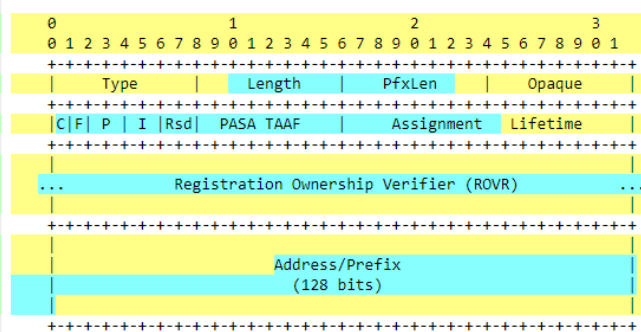 0                   1                   2                   3
 0 1 2 3 4 5 6 7 8 9 0 1 2 3 4 5 6 7 8 9 0 1 2 3 4 5 6 7 8 9 0 1
+-+-+-+-+-+-+-+-+-+-+-+-+-+-+-+-+-+-+-+-+-+-+-+-+-+-+-+-+-+-+-+-+
|     Type      |     Length    |    PfxLen     |    Opaque     |
+-+-+-+-+-+-+-+-+-+-+-+-+-+-+-+-+-+-+-+-+-+-+-+-+-+-+-+-+-+-+-+-+
|C|F| P | I |Rsd|  PASA TAAF    |     Assignment   Lifetime     |
+-+-+-+-+-+-+-+-+-+-+-+-+-+-+-+-+-+-+-+-+-+-+-+-+-+-+-+-+-+-+-+-+
|                                                               |
...          Registration Ownership Verifier (ROVR)           ...
|                                                               |
+-+-+-+-+-+-+-+-+-+-+-+-+-+-+-+-+-+-+-+-+-+-+-+-+-+-+-+-+-+-+-+-+
|                                                               |
|                        Address/Prefix                         |
|                          (128 bits)                           |
|                                                               |
+-+-+-+-+-+-+-+-+-+-+-+-+-+-+-+-+-+-+-+-+-+-+-+-+-+-+-+-+-+-+-+-+